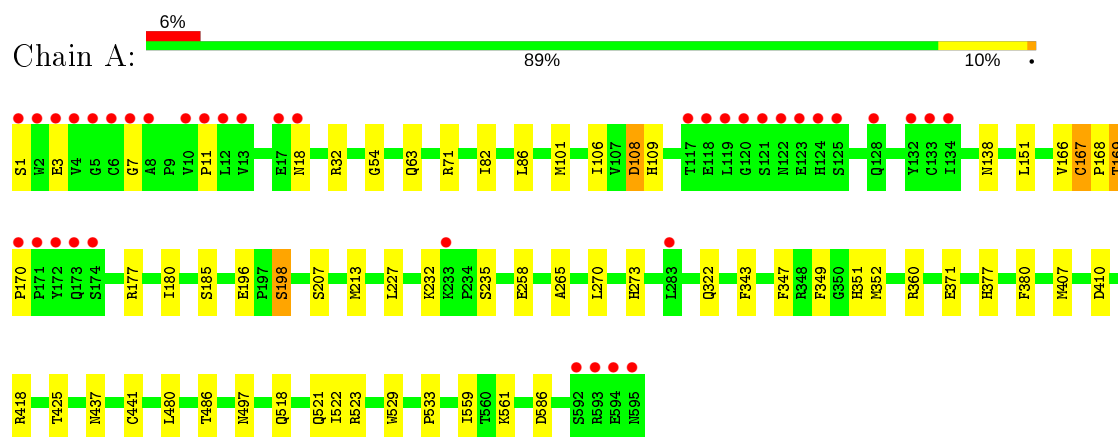 6%
Chain A:
89% 10% •
S1 W2 E3 V4 G5 C6 G7 A8 P9 V10 P11 L12 V13 E17 N18 R32 G54 Q63 R71 I82 L86 M101 I106 V107 D108 H109 T117 E118 L119 G120 S121 N122 E123 H124 S125 Q128 Y132 C133 I134 N138 L151 V166 C167 P168 T169
P170 P171 Y172 Q173 S174 R177 I180 S185 E196 P197 S198 S207 M213 L227 K232 K233 P234 S235 E258 A265 L270 H273 L283 Q322 F343 F347 R348 F349 G350 H351 M352 R360 E371 H377 F380 M407 D410
R418 T425 N437 C441 L480 T486 N497 Q518 Q521 I522 R523 W529 P533 I559 T560 K561 D586 S592 R593 E594 N595